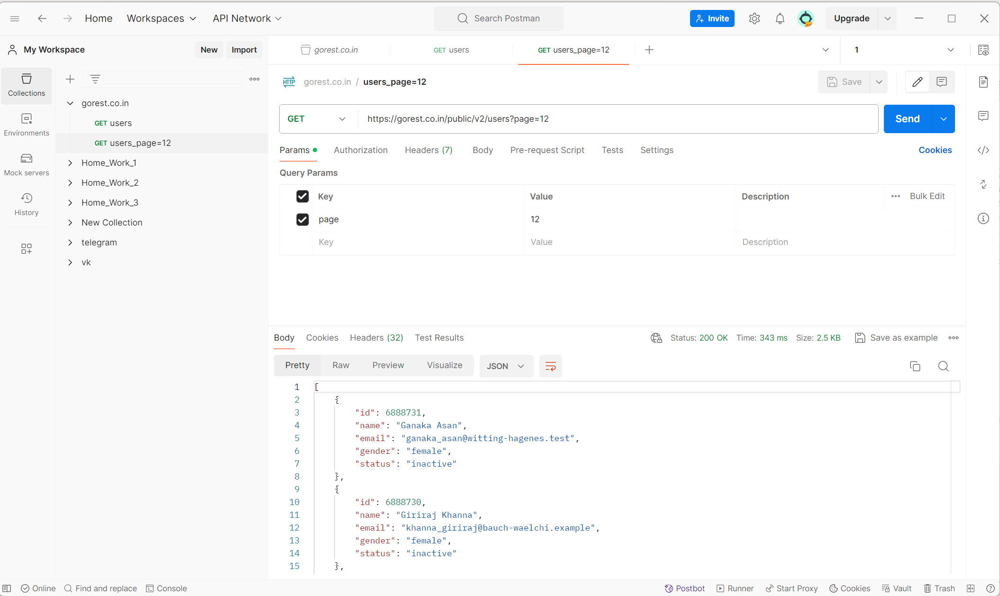 Home Workspaces API Network Search Postman Invite Upgrade
My Workspace New Import gorest.co.in GET users GET users_page=12 1
Collections
Environments
Mock servers
History
gorest.co.in
GET users
GET users_page=12
Home_Work_1
Home_Work_2
Home_Work_3
New Collection
telegram
vk
HTTP gorest.co.in / users_page=12 Save
GET https://gorest.co.in/public/v2/users?page=12 Send
Params Authorization Headers (7) Body Pre-request Script Tests Settings Cookies
Query Params
Key Value Description Bulk Edit
page 12
Key Value Description
Body Cookies Headers (32) Test Results Status: 200 OK Time: 343 ms Size: 2.5 KB Save as example
Pretty Raw Preview Visualize JSON
1 [
2 {
3 "id": 6888731,
4 "name": "Ganaka Asan",
5 "email": "ganaka_asan@witting-hagenes.test",
6 "gender": "female",
7 "status": "inactive"
8 },
9 {
10 "id": 6888730,
11 "name": "Giriraj Khanna",
12 "email": "khanna_giriraj@bauch-waelchi.example",
13 "gender": "female",
14 "status": "inactive"
15 },
Online Find and replace Console Postbot Runner Start Proxy Cookies Vault Trash